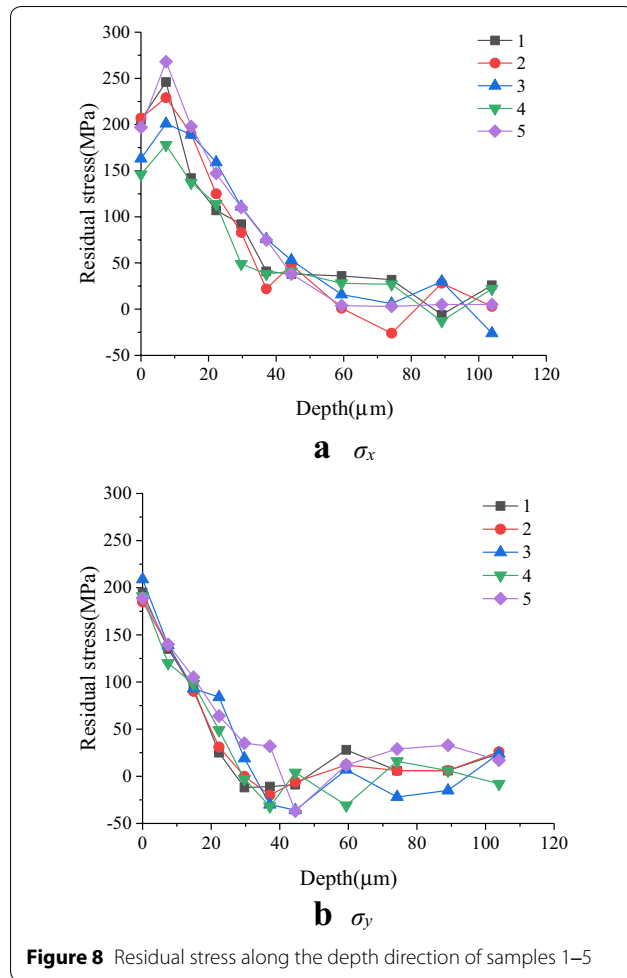 300
250
200
150
100
50
0
-50
Residual stress(MPa)
1
2
3
4
5
0 20 40 60 80 100 120
Depth(μm)
a σx
300
250
200
150
100
50
0
-50
Residual stress(MPa)
1
2
3
4
5
0 20 40 60 80 100 120
Depth(μm)
b σy
Figure 8 Residual stress along the depth direction of samples 1–5